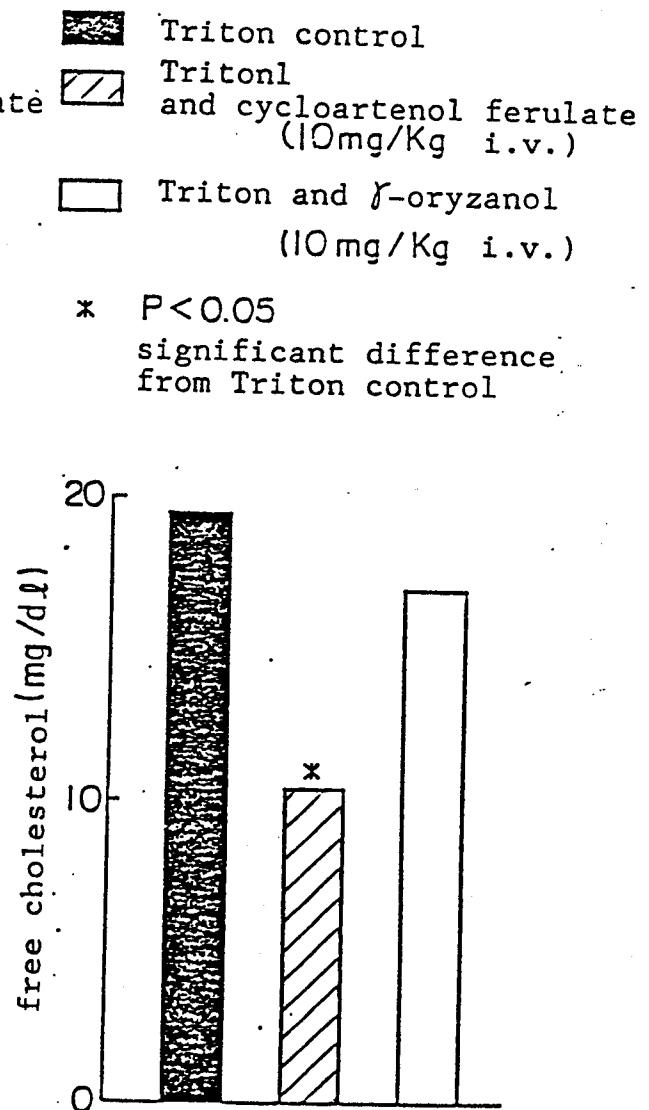 Triton control
Tritonl
and cycloartenol ferulate
(10mg/Kg i.v.)
Triton and γ-oryzanol
(10mg/Kg i.v.)
* P<0.05
significant difference
from Triton control
20
10
0
free cholesterol (mg/dl)
*